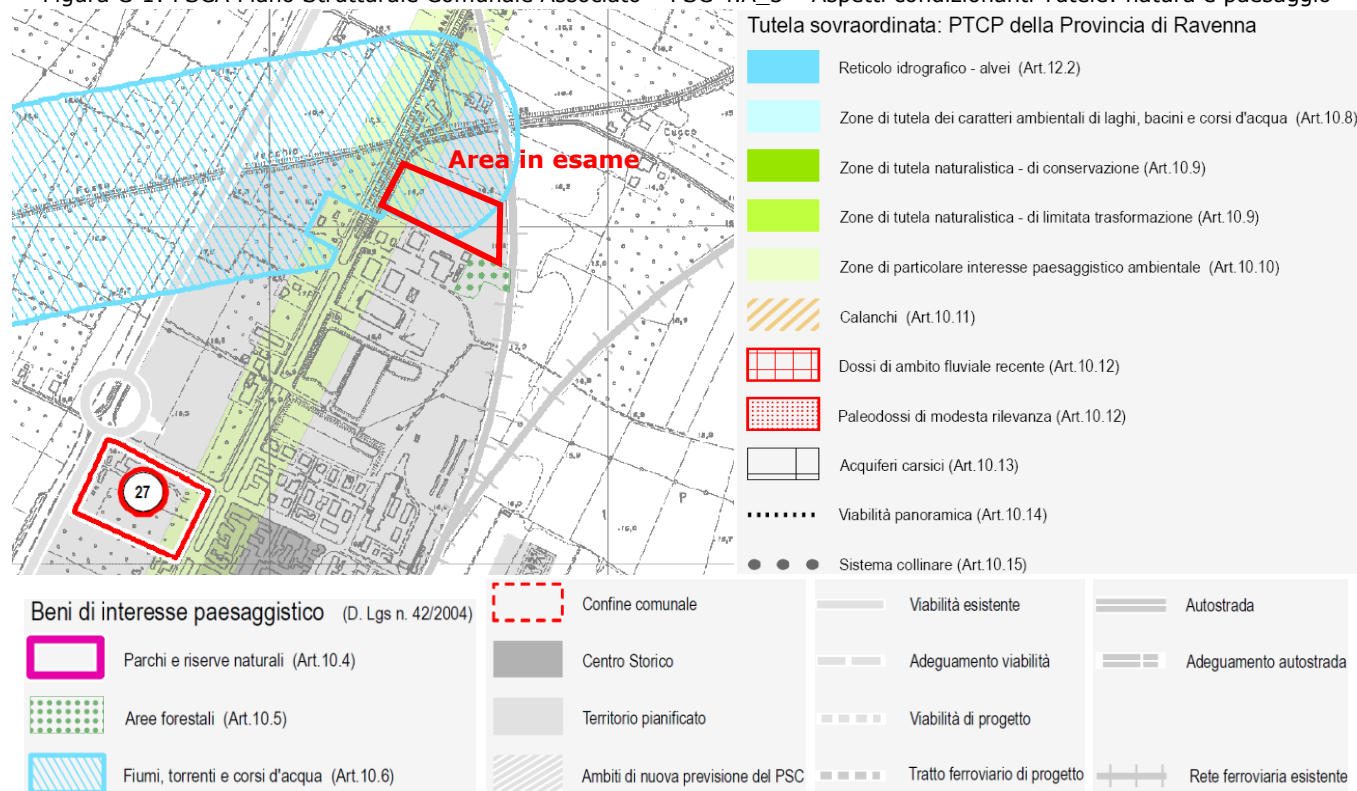 Tutela sovraordinata: PTCP della Provincia di Ravenna
Reticolo idrografico - alvei (Art.12.2)
Zone di tutela dei caratteri ambientali di laghi, bacini e corsi d'acqua (Art.10.8)
Zone di tutela naturalistica - di conservazione (Art.10.9)
Zone di tutela naturalistica - di limitata trasformazione (Art.10.9)
Zone di particolare interesse paesaggistico ambientale (Art.10.10)
Calanchi (Art.10.11)
Dossi di ambito fluviale recente (Art.10.12)
Paleodossi di modesta rilevanza (Art.10.12)
Acquiferi carsici (Art.10.13)
Viabilità panoramica (Art.10.14)
Sistema collinare (Art.10.15)
Area in esame
Cuoco
Fosso
Vecchio
27
P
Beni di interesse paesaggistico (D. Lgs n. 42/2004)
Parchi e riserve naturali (Art.10.4)
Aree forestali (Art.10.5)
Fiumi, torrenti e corsi d'acqua (Art.10.6)
Confine comunale
Centro Storico
Territorio pianificato
Ambiti di nuova previsione del PSC
Viabilità esistente
Adeguamento viabilità
Viabilità di progetto
Tratto ferroviario di progetto
Autostrada
Adeguamento autostrada
Rete ferroviaria esistente